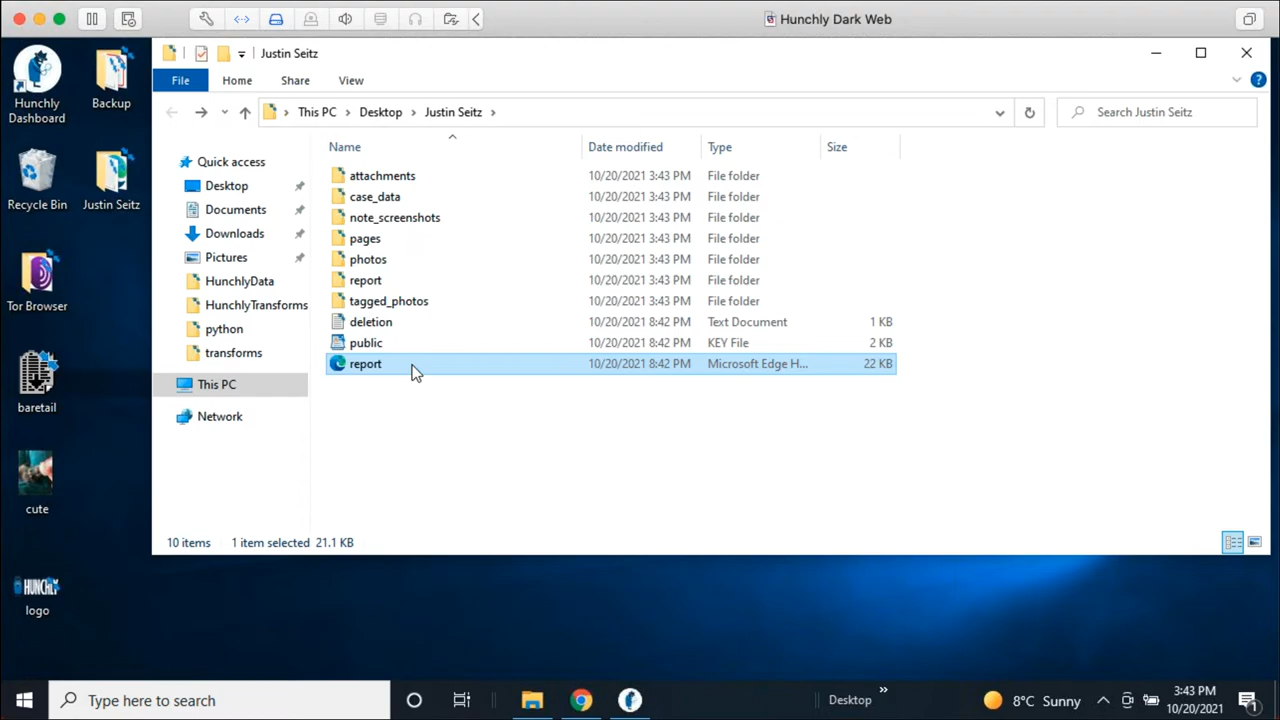 Hunchly Dark Web
Justin Seitz
File Home Share View
This PC Desktop Justin Seitz
Search Justin Seitz
Name Date modified Type Size
Quick access
Desktop
Documents
Downloads
Pictures
HunchlyData
HunchlyTransforms
python
transforms
This PC
Network
attachments 10/20/2021 3:43 PM File folder
case_data 10/20/2021 3:43 PM File folder
note_screenshots 10/20/2021 3:43 PM File folder
pages 10/20/2021 3:43 PM File folder
photos 10/20/2021 3:43 PM File folder
report 10/20/2021 3:43 PM File folder
tagged_photos 10/20/2021 3:43 PM File folder
deletion 10/20/2021 8:42 PM Text Document 1 KB
public 10/20/2021 8:42 PM KEY File 2 KB
report 10/20/2021 8:42 PM Microsoft Edge H... 22 KB
10 items 1 item selected 21.1 KB
Hunchly
Dashboard
Backup
Recycle Bin
Justin Seitz
Tor Browser
baretail
cute
HUNCHLY
logo
Type here to search
Desktop
8°C Sunny
3:43 PM
10/20/2021
1